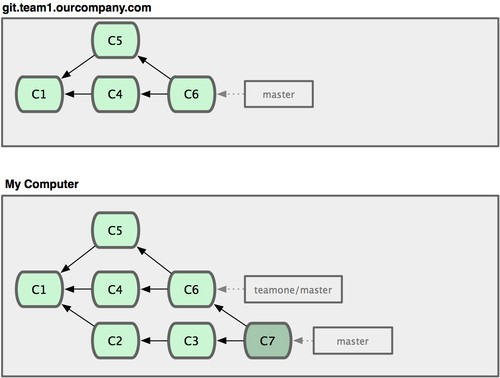 git.team1.ourcompany.com
C5
C1 C4 C6 master
My Computer
C5
C1 C4 C6 teamone/master
C2 C3 C7 master